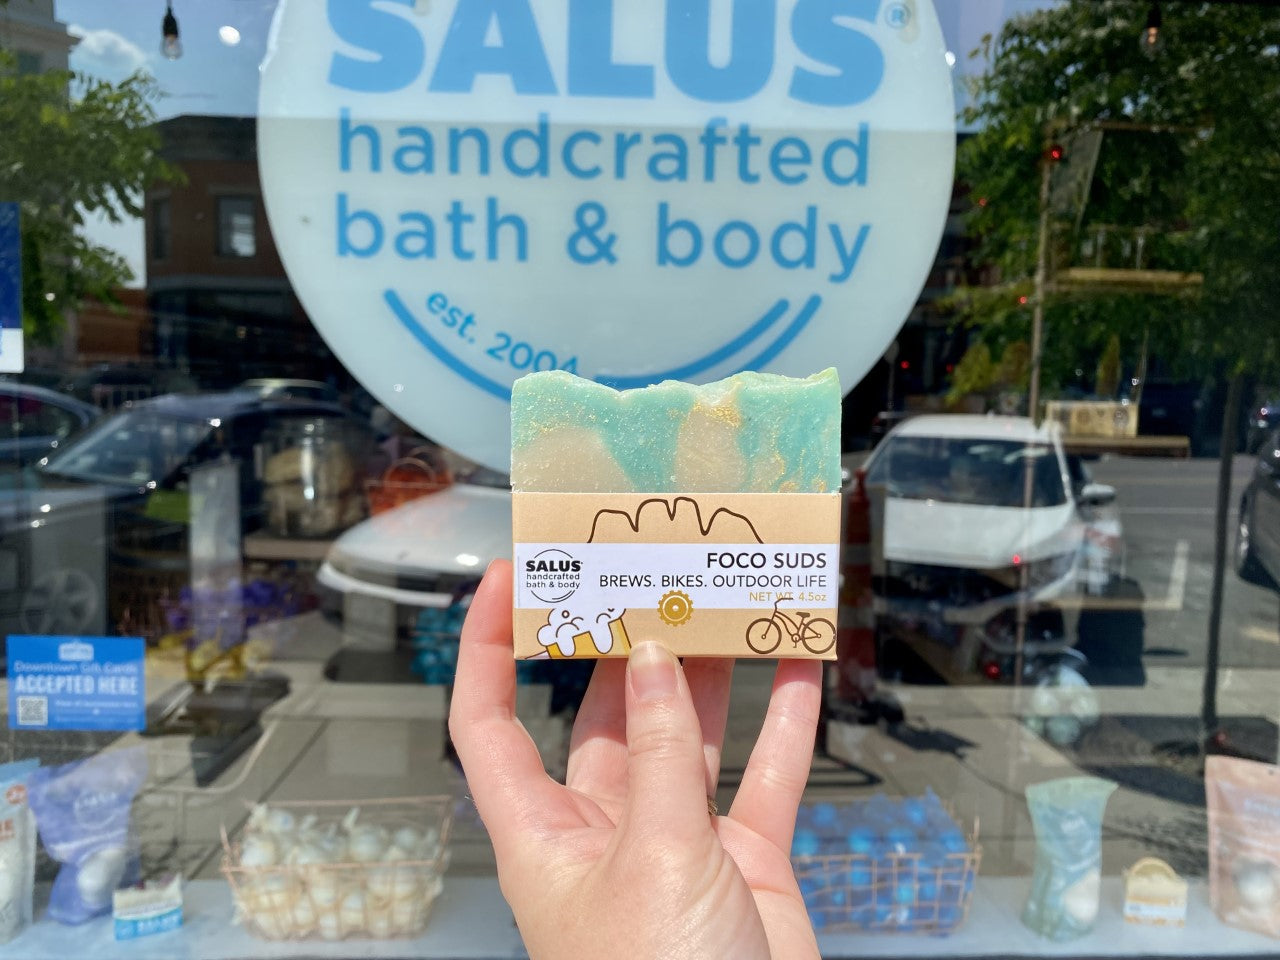 SALUS®
handcrafted
bath & body
est. 2004
SALUS
handcrafted
bath & body
FOCO SUDS
BREWS. BIKES. OUTDOOR LIFE
NET WT. 4.5oz
Downtown Gift Cards
ACCEPTED HERE